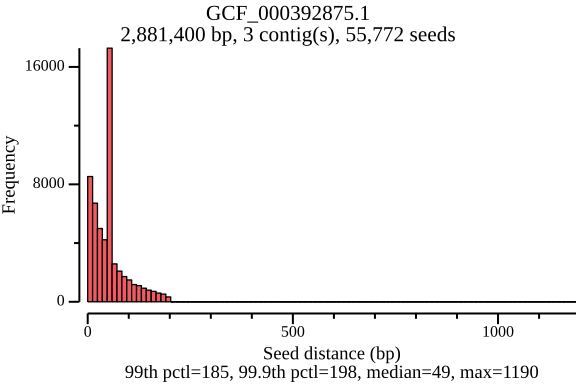 GCF_000392875.1
2,881,400 bp, 3 contig(s), 55,772 seeds
Frequency
16000
8000
0
0 500 1000
Seed distance (bp)
99th pctl=185, 99.9th pctl=198, median=49, max=1190